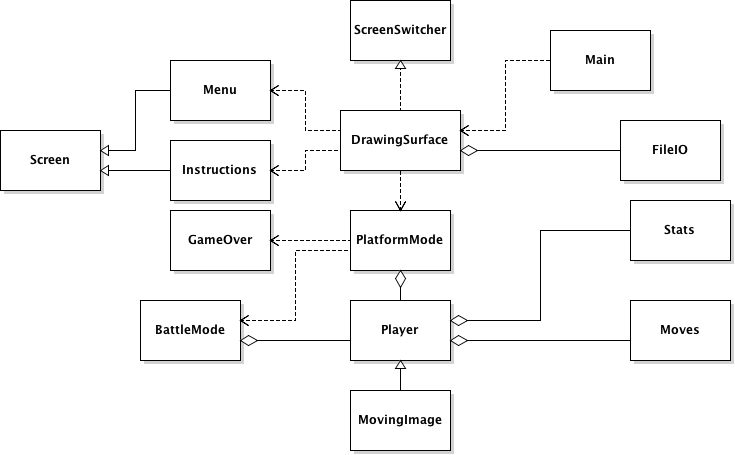 ScreenSwitcher
Main
Menu
DrawingSurface
FileIO
Screen
Instructions
Stats
GameOver
PlatformMode
BattleMode
Player
Moves
MovingImage